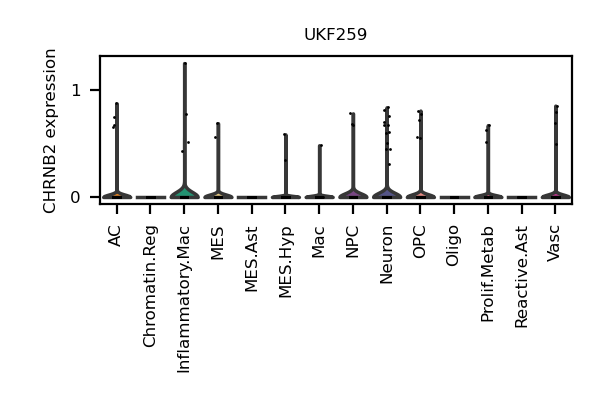 UKF259
CHRNB2 expression
1
0
AC
Chromatin.Reg
Inflammatory.Mac
MES
MES.Ast
MES.Hyp
Mac
NPC
Neuron
OPC
Oligo
Prolif.Metab
Reactive.Ast
Vasc